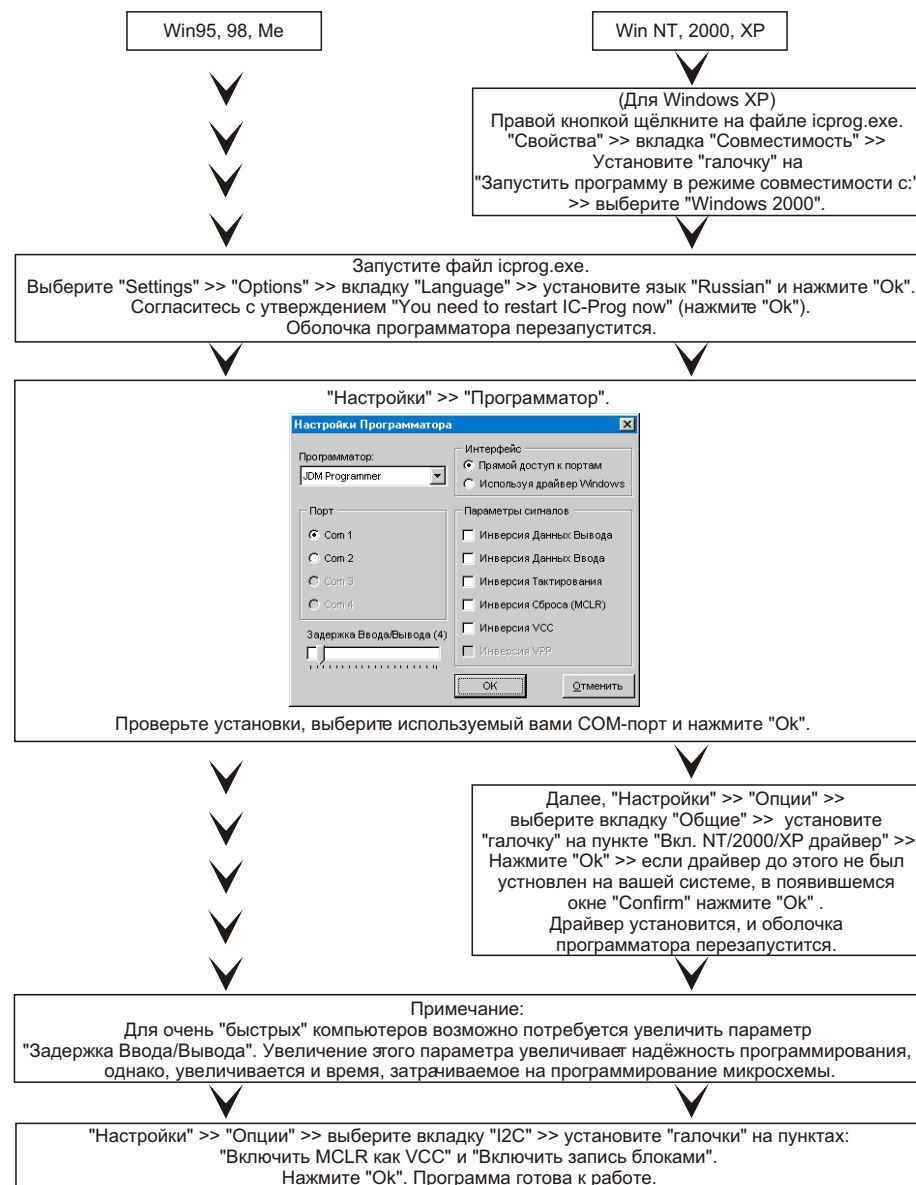 Win95, 98, Me
Win NT, 2000, XP
(Для Windows XP)
Правой кнопкой щёлкните на файле icprog.exe.
"Свойства" >> вкладка "Совместимость" >>
Установите "галочку" на
"Запустить программу в режиме совместимости с:"
>> выберите "Windows 2000".
Запустите файл icprog.exe.
Выберите "Settings" >> "Options" >> вкладку "Language" >> установите язык "Russian" и нажмите "Ok".
Согласитесь с утверждением "You need to restart IC-Prog now" (нажмите "Ok").
Оболочка программатора перезапустится.
"Настройки" >> "Программатор".
Настройки Программатора
Программатор:
JDM Programmer
Интерфейс
Прямой доступ к портам
Используя драйвер Windows
Порт
Com 1
Com 2
Com 3
Com 4
Задержка Ввода/Вывода (4)
Параметры сигналов
Инверсия Данных Вывода
Инверсия Данных Ввода
Инверсия Тактирования
Инверсия Сброса (MCLR)
Инверсия VCC
Инверсия VPP
OK
Отменить
Проверьте установки, выберите используемый вами COM-порт и нажмите "Ok".
Далее, "Настройки" >> "Опции" >>
выберите вкладку "Общие" >> установите
"галочку" на пункте "Вкл. NT/2000/XP драйвер" >>
Нажмите "Ok" >> если драйвер до этого не был
устновлен на вашей системе, в появившемся
окне "Confirm" нажмите "Ok" .
Драйвер установится, и оболочка
программатора перезапустится.
Примечание:
Для очень "быстрых" компьютеров возможно потребуется увеличить параметр
"Задержка Ввода/Вывода". Увеличение этого параметра увеличивает надёжность программирования,
однако, увеличивается и время, затрачиваемое на программирование микросхемы.
"Настройки" >> "Опции" >> выберите вкладку "I2C" >> установите "галочки" на пунктах:
"Включить MCLR как VCC" и "Включить запись блоками".
Нажмите "Ok". Программа готова к работе.